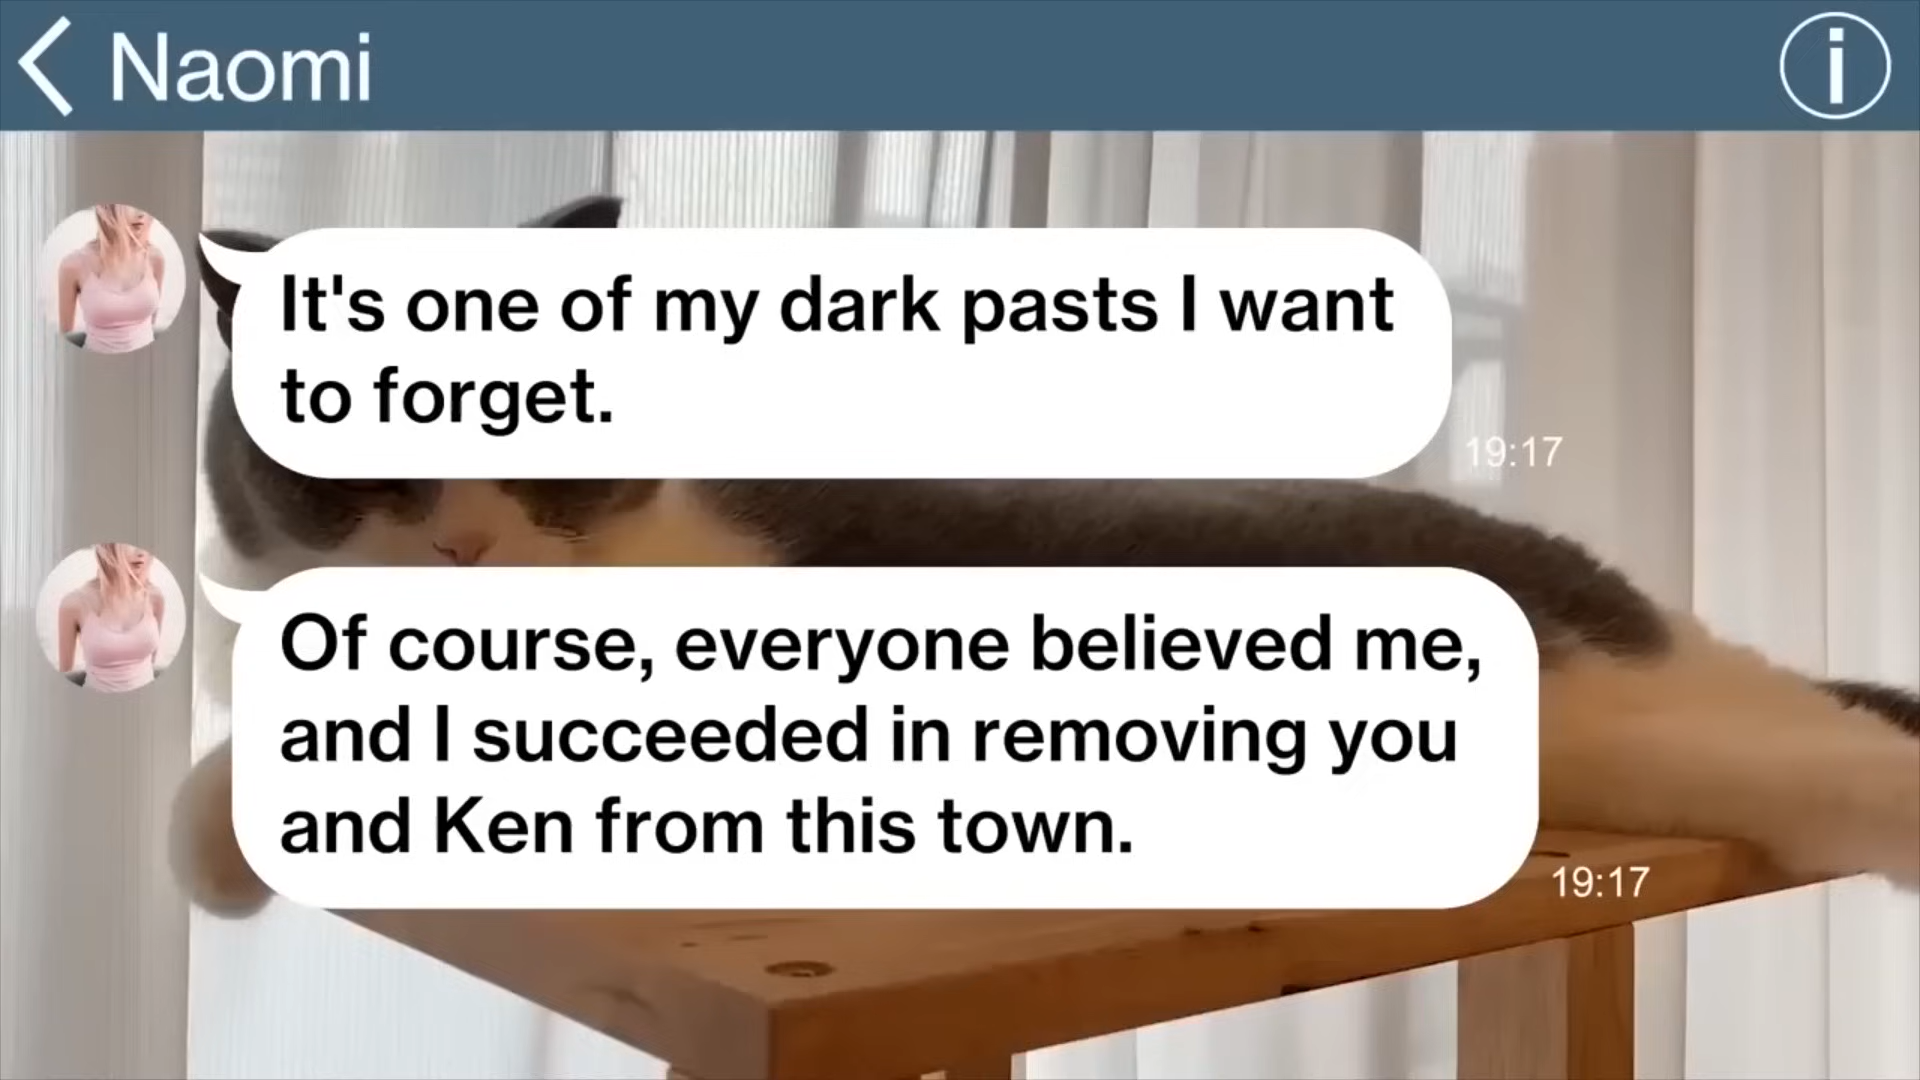 Naomi
It's one of my dark pasts I want
to forget.
19:17
Of course, everyone believed me,
and I succeeded in removing you
and Ken from this town.
19:17